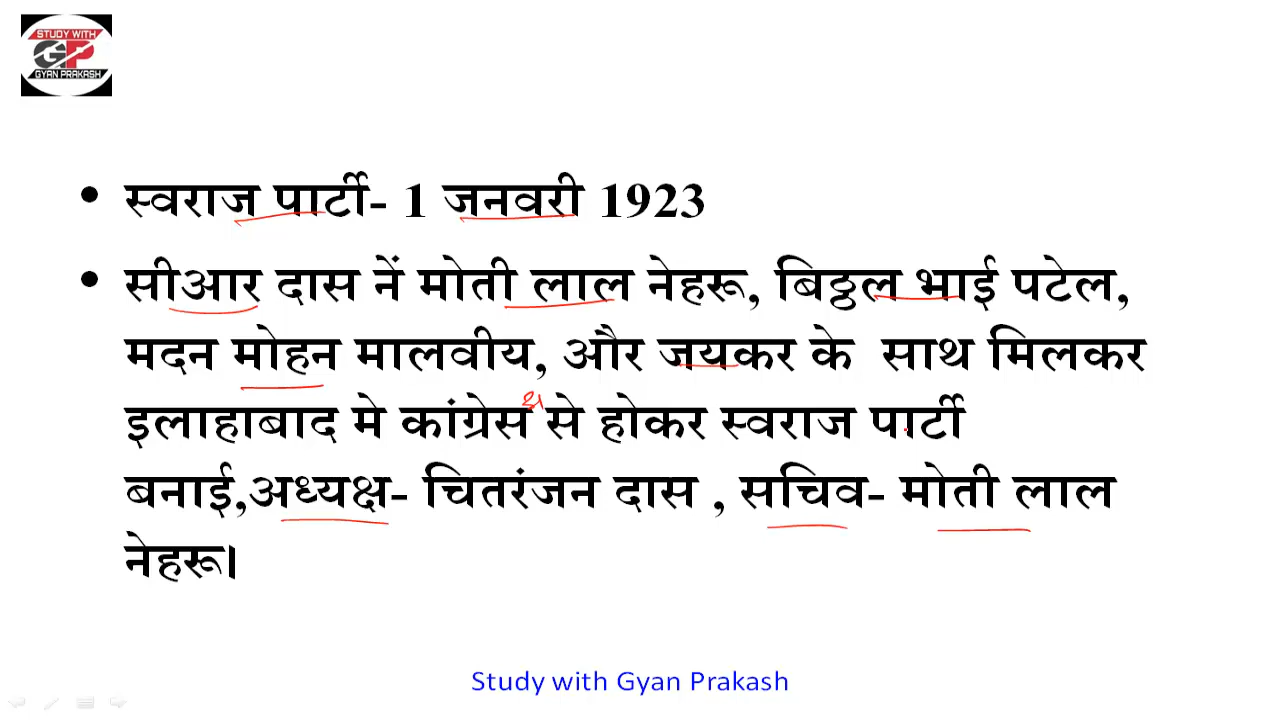 STUDY WITH
GP
GYAN PRAKASH
• स्वराज पार्टी- 1 जनवरी 1923
• सीआर दास नें मोती लाल नेहरू, बिठ्ठल भाई पटेल,
मदन मोहन मालवीय, और जयकर के साथ मिलकर
इलाहाबाद मे कांग्रेस से होकर स्वराज पार्टी
बनाई,अध्यक्ष- चितरंजन दास , सचिव- मोती लाल
नेहरू।
Study with Gyan Prakash